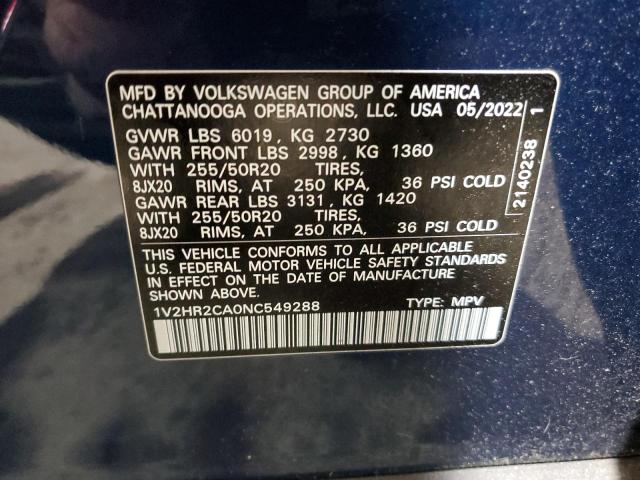 MFD BY VOLKSWAGEN GROUP OF AMERICA
CHATTANOOGA OPERATIONS, LLC. USA 05/2022
GVWR LBS 6019, KG 2730
GAWR FRONT LBS 2998, KG 1360
WITH 255/50R20 TIRES,
8JX20 RIMS, AT 250 KPA, 36 PSI COLD
GAWR REAR LBS 3131, KG 1420
WITH 255/50R20 TIRES,
8JX20 RIMS, AT 250 KPA, 36 PSI COLD
THIS VEHICLE CONFORMS TO ALL APPLICABLE
U.S. FEDERAL MOTOR VEHICLE SAFETY STANDARDS
IN EFFECT ON THE DATE OF MANUFACTURE
SHOWN ABOVE.
1V2HR2CA0NC549288 TYPE: MPV
2140238 1